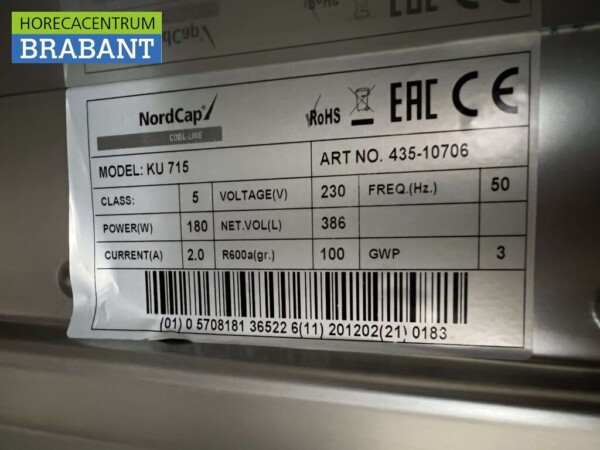 HORECACENTRUM
BRABANT
NordCap
NordCap
COOL-LINE
RoHS EAC CE
MODEL: KU 715 ART NO. 435-10706
CLASS: 5 VOLTAGE(V) 230 FREQ.(Hz.) 50
POWER(W) 180 NET.VOL(L) 386
CURRENT(A) 2.0 R600a(gr.) 100 GWP 3
(01) 0 5708181 36522 6(11) 201202(21) 0183